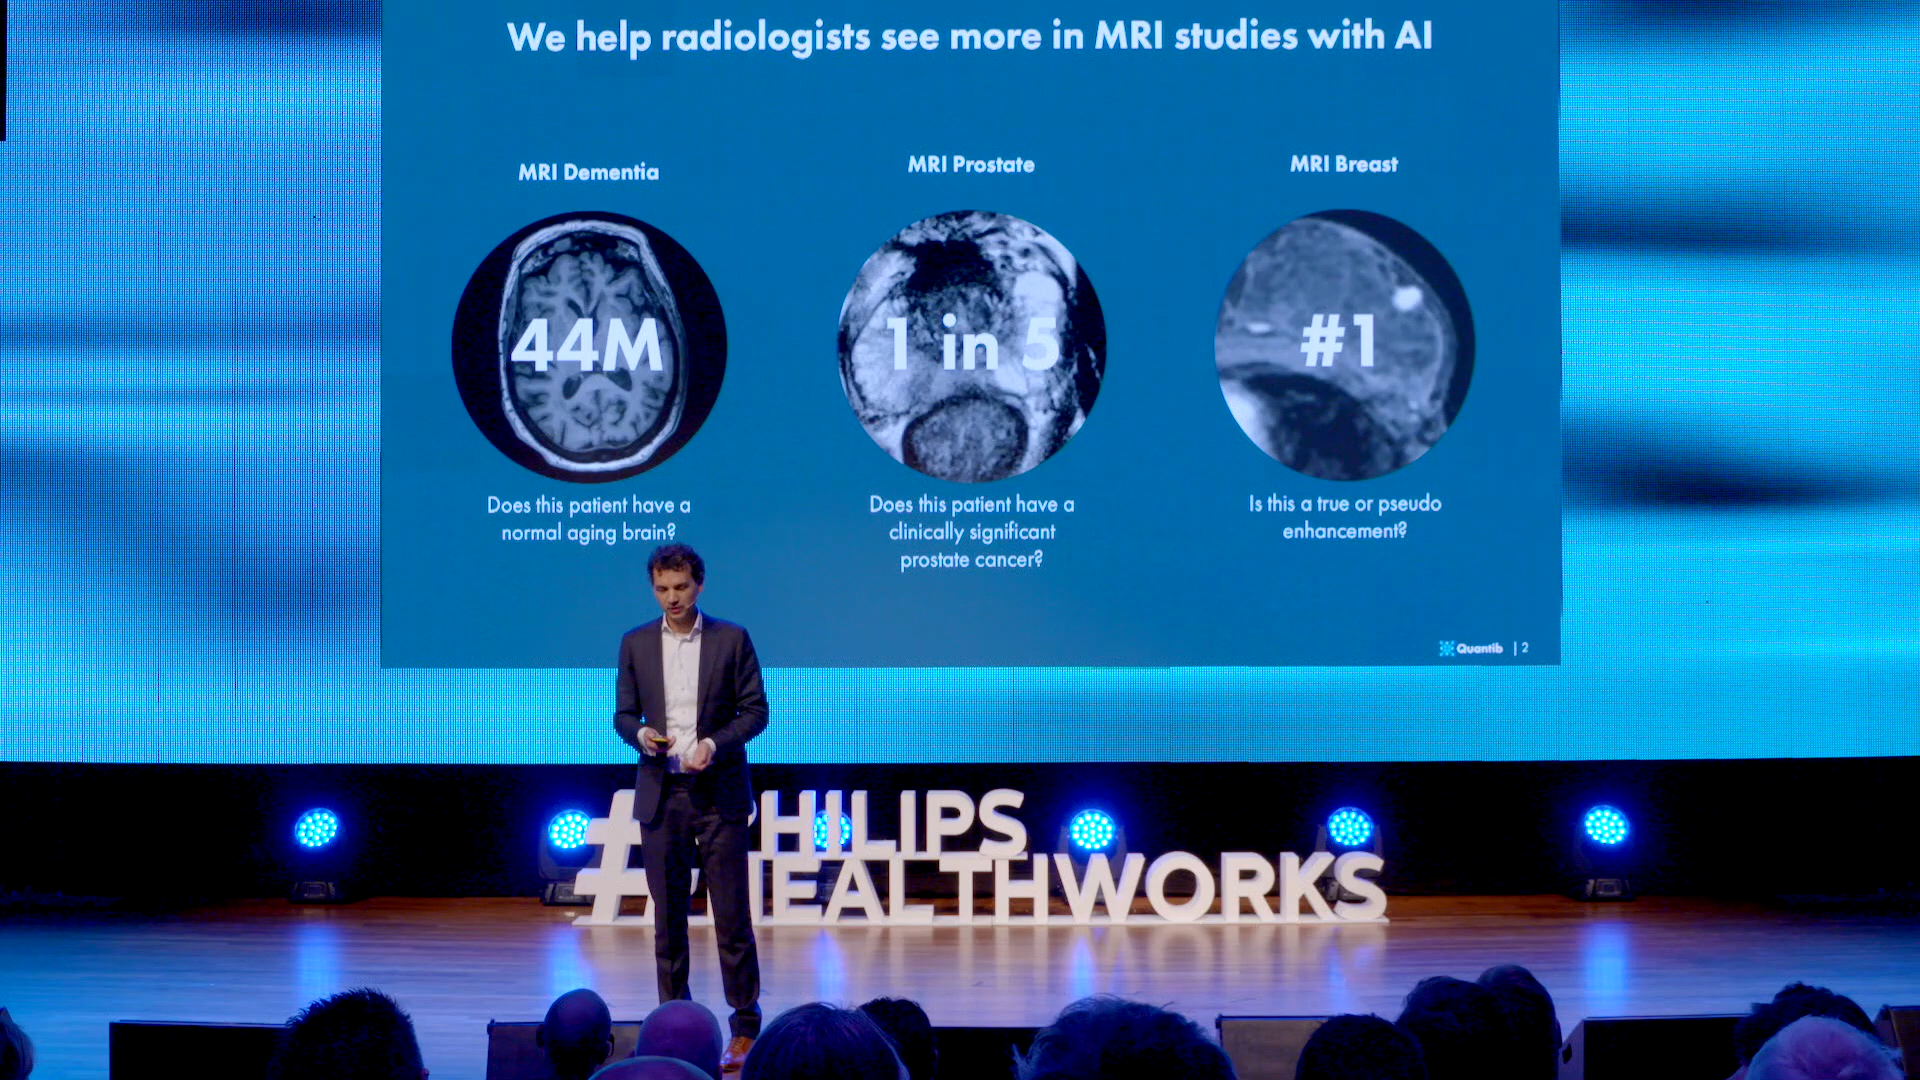 We help radiologists see more in MRI studies with AI
MRI Dementia
44M
Does this patient have a
normal aging brain?
MRI Prostate
1 in 5
Does this patient have a
clinically significant
prostate cancer?
MRI Breast
#1
Is this a true or pseudo
enhancement?
Quantib | 2
#PHILIPS
HEALTHWORKS